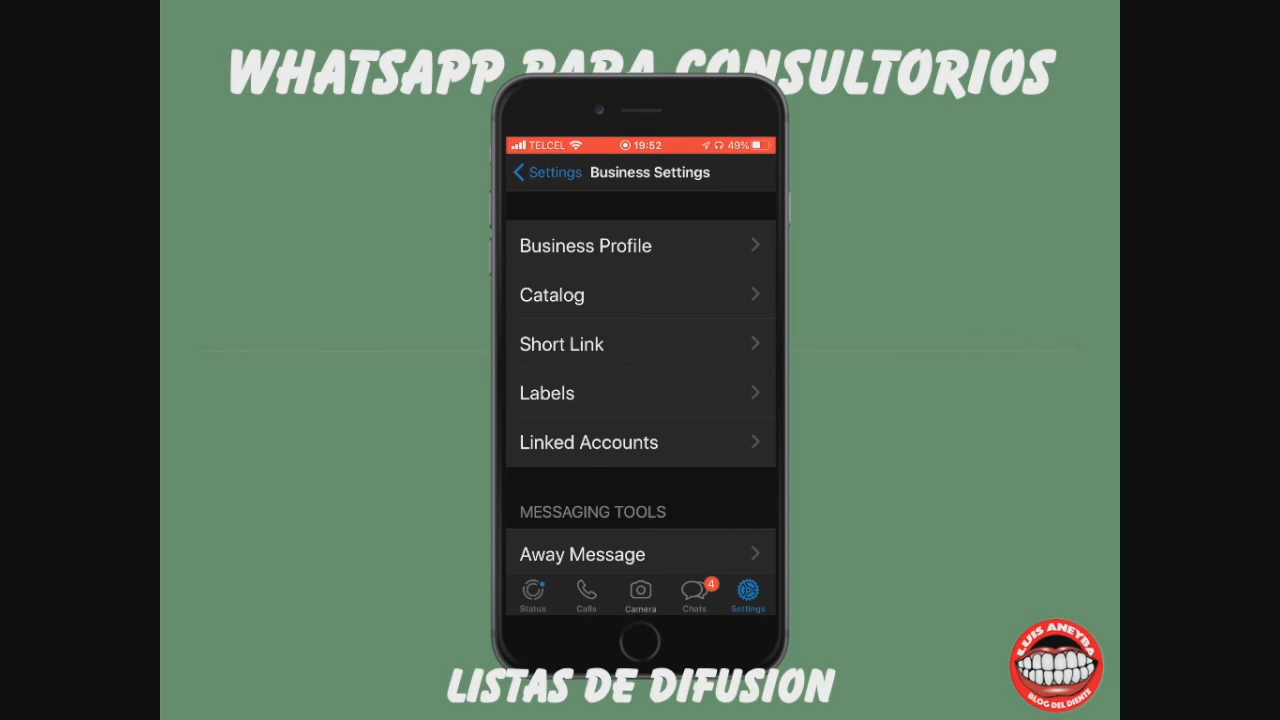 WHATSAPP PARA CONSULTORIOS
TELCEL 19:52 49%
Settings Business Settings
Business Profile
Catalog
Short Link
Labels
Linked Accounts
MESSAGING TOOLS
Away Message
4
Status Calls Camera Chats Settings
LISTAS DE DIFUSION
LUIS ANEYBA
BLOG DEL DIENTE